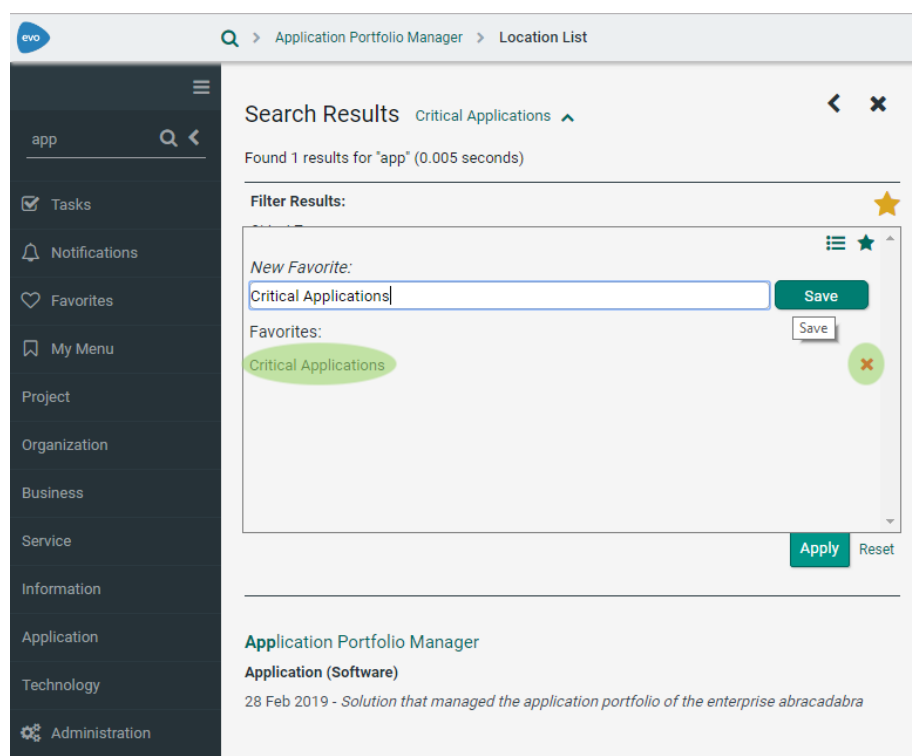 evo
> Application Portfolio Manager > Location List
app
Tasks
Notifications
Favorites
My Menu
Project
Organization
Business
Service
Information
Application
Technology
Administration
Search Results Critical Applications
Found 1 results for "app" (0.005 seconds)
Filter Results:
New Favorite:
Critical Applications Save
Save
Favorites:
Critical Applications
Apply Reset
Application Portfolio Manager
Application (Software)
28 Feb 2019 - Solution that managed the application portfolio of the enterprise abracadabra